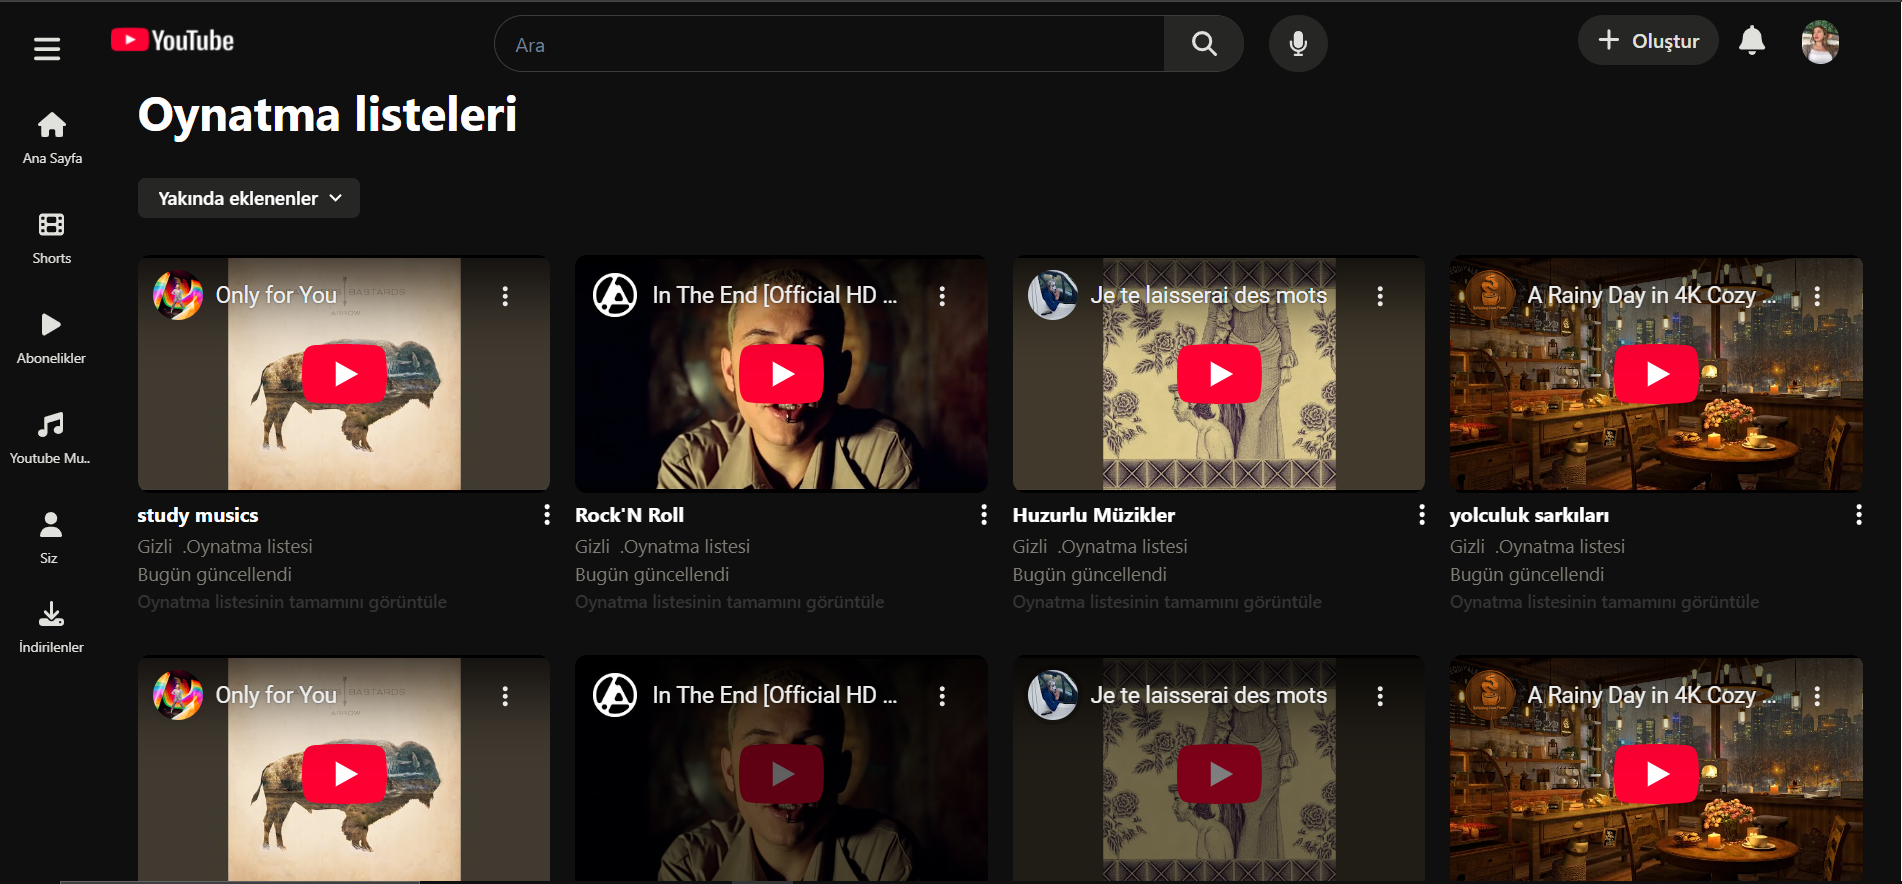 YouTube
Ara
Oluştur
Oynatma listeleri
Ana Sayfa
Shorts
Abonelikler
Youtube Mu..
Siz
İndirilenler
Yakında eklenenler
Only for You
BASTARDS
ARROW
In The End [Official HD ...
Je te laisserai des mots
A Rainy Day in 4K Cozy ...
study musics
Gizli .Oynatma listesi
Bugün güncellendi
Oynatma listesinin tamamını görüntüle
Rock'N Roll
Gizli .Oynatma listesi
Bugün güncellendi
Oynatma listesinin tamamını görüntüle
Huzurlu Müzikler
Gizli .Oynatma listesi
Bugün güncellendi
Oynatma listesinin tamamını görüntüle
yolculuk sarkıları
Gizli .Oynatma listesi
Bugün güncellendi
Oynatma listesinin tamamını görüntüle
Only for You
BASTARDS
ARROW
In The End [Official HD ...
Je te laisserai des mots
A Rainy Day in 4K Cozy ...